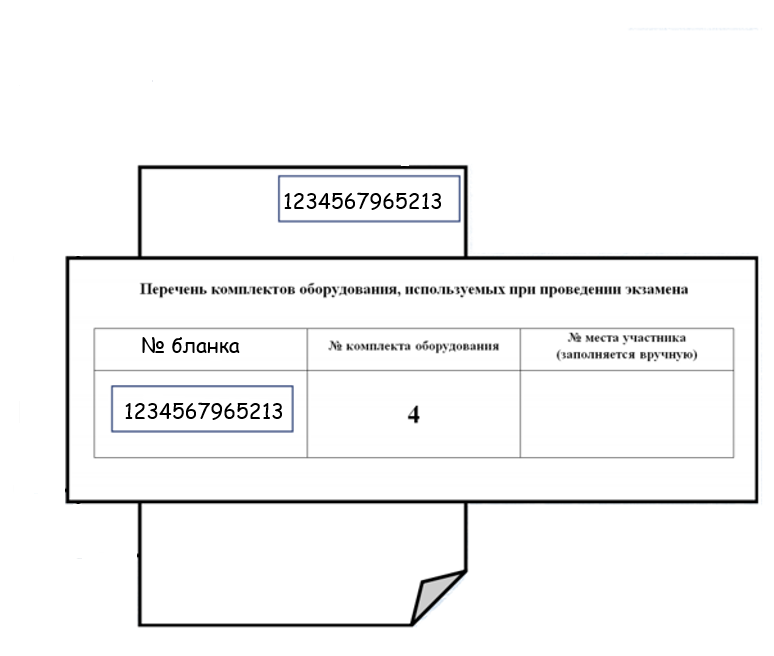 1234567965213
Перечень комплектов оборудования, используемых при проведении экзамена
№ бланка
№ комплекта оборудования
№ места участника
(заполняется вручную)
1234567965213
4